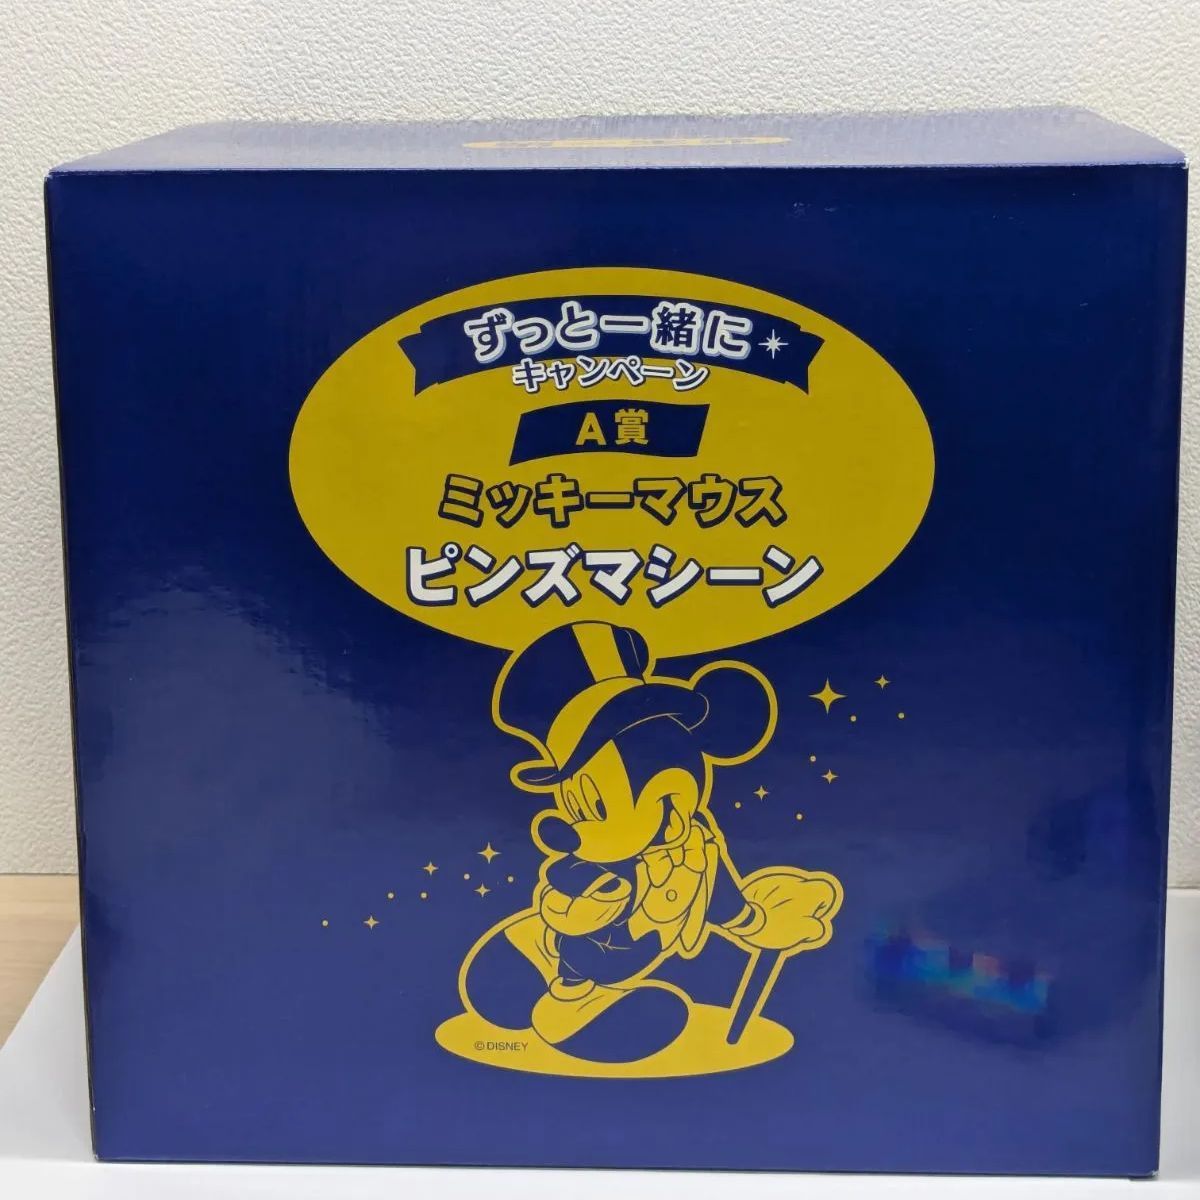 ずっと一緒に
キャンペーン
A賞
ミッキーマウス
ピンズマシーン
©DISNEY